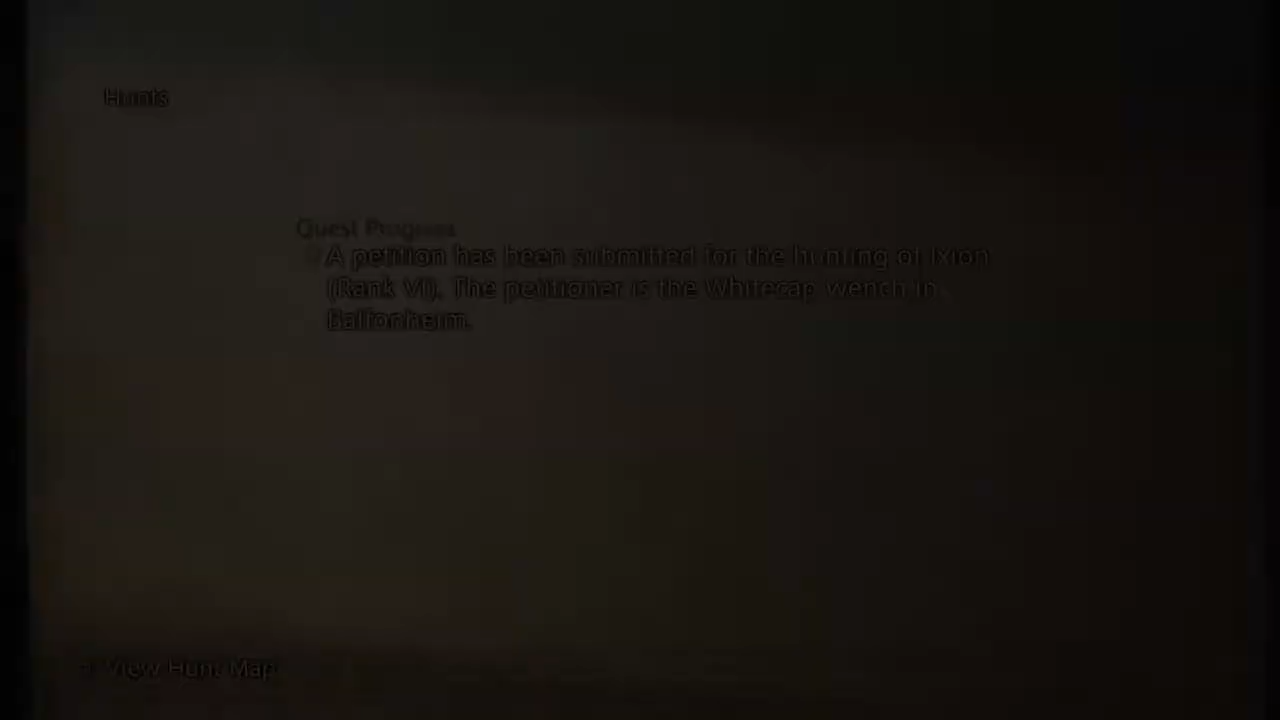 Hunts
Quest Progress
A petition has been submitted for the hunting of Ixion
(Rank VI). The petitioner is the Whitecap wench in
Balfonheim.
View Hunt Map